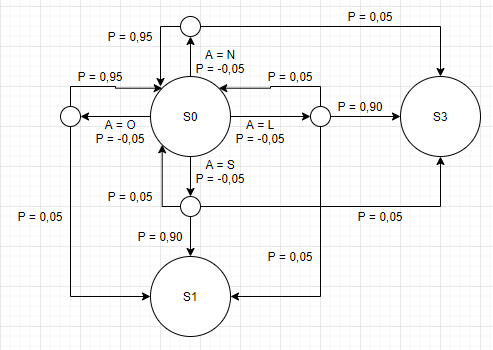 P = 0,05
P = 0,95
A = N
P = -0,05
P = 0,95
P = 0,05
P = 0,90
S0
S3
A = O
P = -0,05
A = L
P = -0,05
A = S
P = -0,05
P = 0,05
P = 0,05
P = 0,05
P = 0,90
P = 0,05
S1